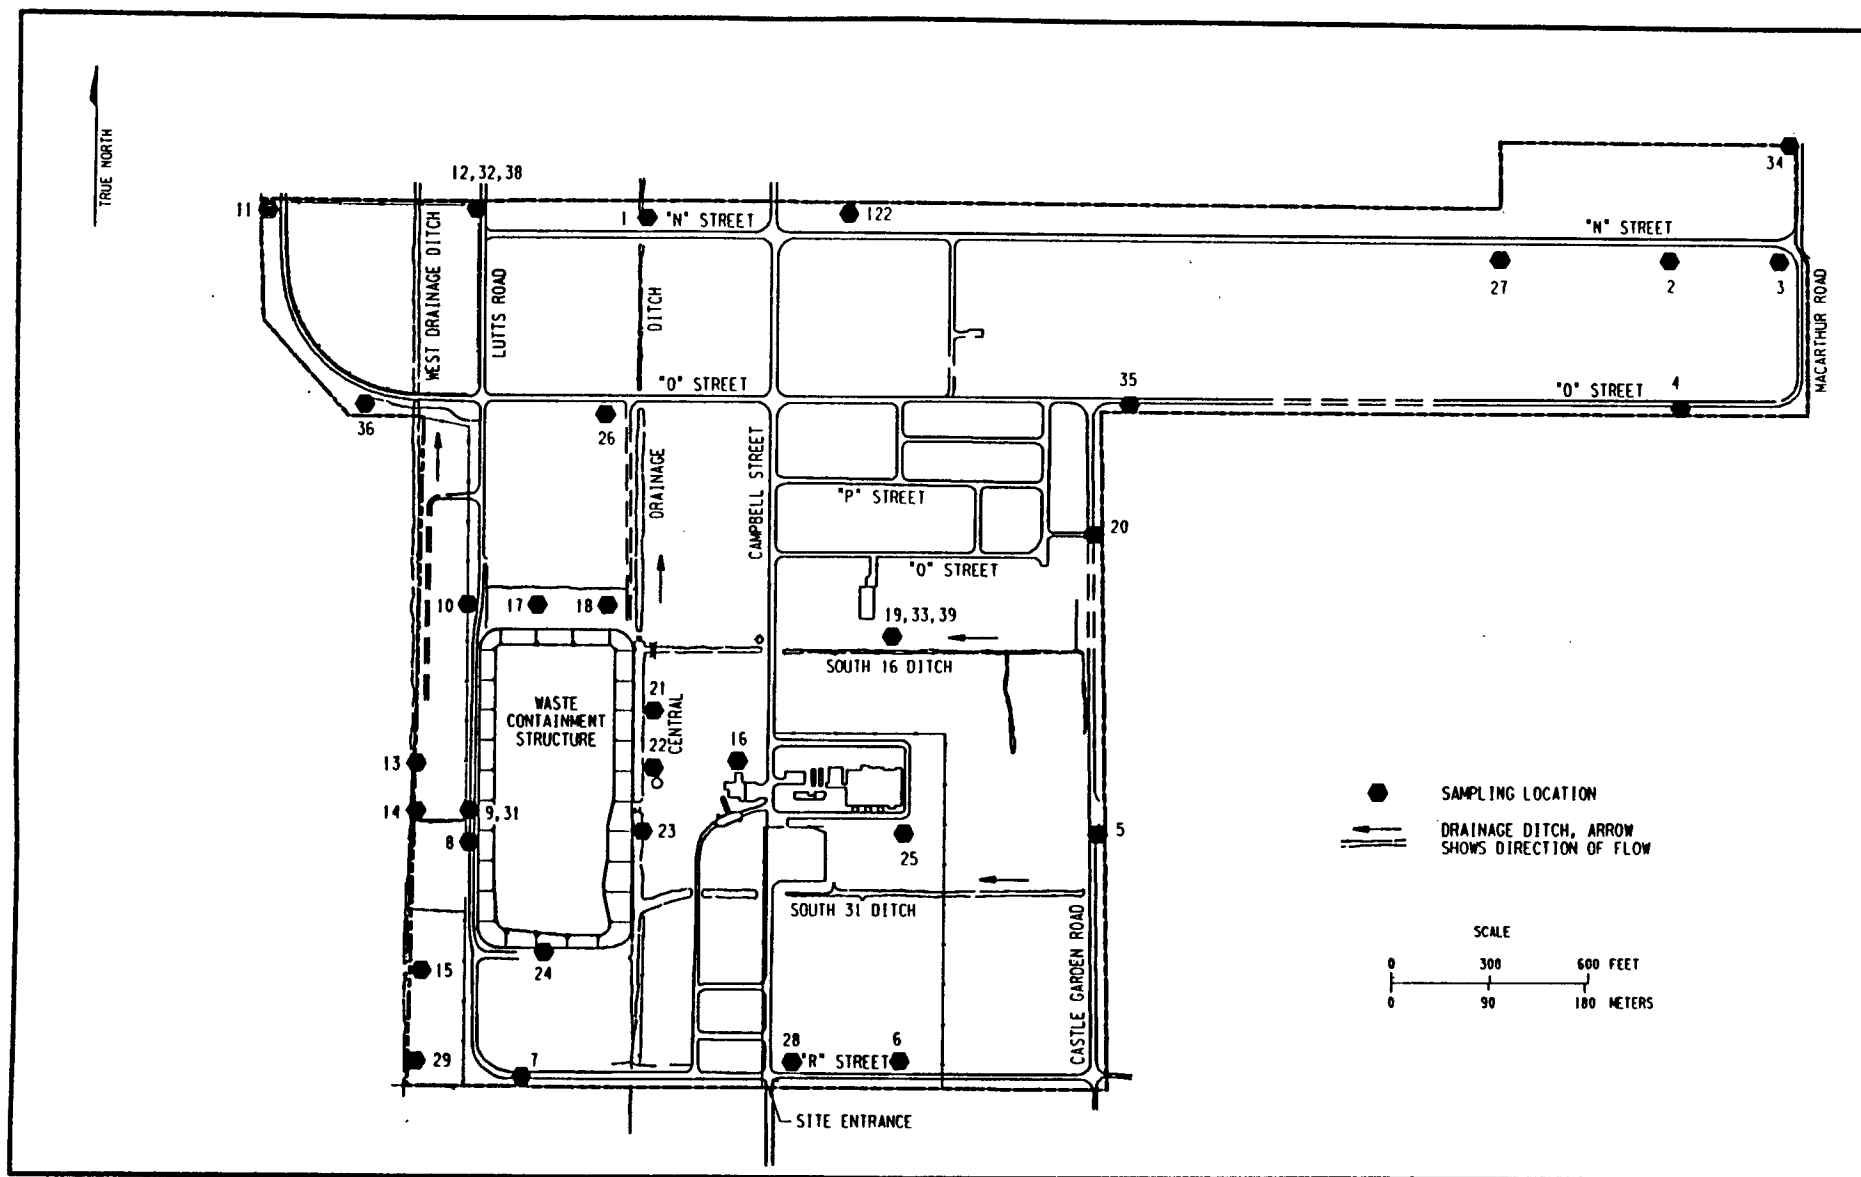 TRUE NORTH
12,32,38
34
11
WEST DRAINAGE DITCH
1
"N" STREET
122
"N" STREET
LUTTS ROAD
DITCH
27
2
3
MACARTHUR ROAD
"O" STREET
35
"O" STREET
4
36
26
DRAINAGE
CAMPBELL STREET
"P" STREET
20
"O" STREET
10
17
18
19,33,39
SOUTH 16 DITCH
21
WASTE
CONTAINMENT
STRUCTURE
CENTRAL
22
16
13
14
9,31
8
23
25
5
SAMPLING LOCATION
DRAINAGE DITCH, ARROW
SHOWS DIRECTION OF FLOW
SOUTH 31 DITCH
CASTLE GARDEN ROAD
SCALE
0 300 600 FEET
0 90 180 METERS
15
24
29
7
28
"R" STREET
6
SITE ENTRANCE